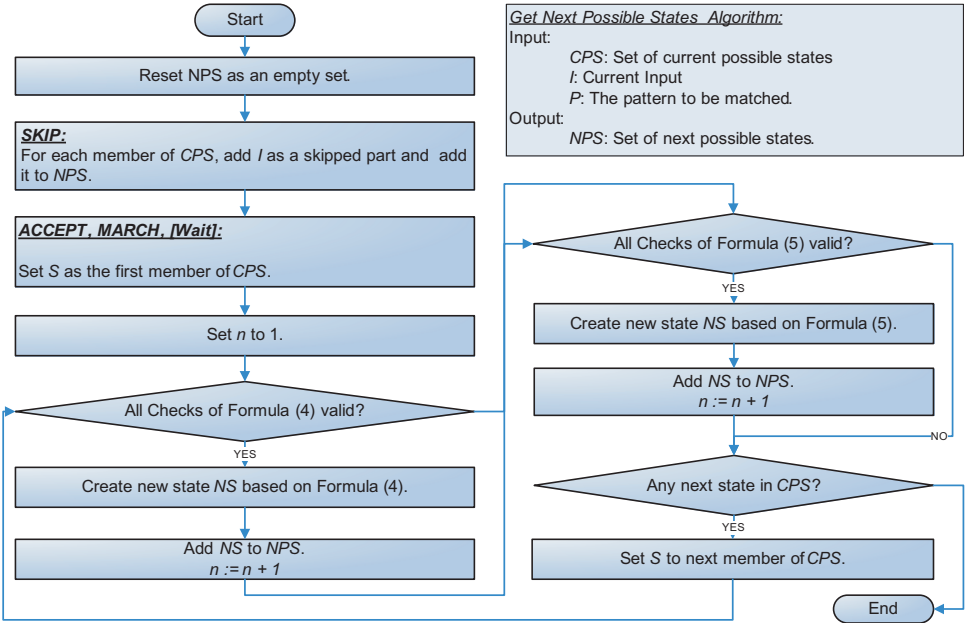 Start
Reset NPS as an empty set.
SKIP:
For each member of CPS, add I as a skipped part and add
it to NPS.
ACCEPT, MARCH, [Wait]:
Set S as the first member of CPS.
Set n to 1.
All Checks of Formula (4) valid?
YES
Create new state NS based on Formula (4).
Add NS to NPS.
n := n + 1
Get Next Possible States Algorithm:
Input:
CPS: Set of current possible states
I: Current Input
P: The pattern to be matched.
Output:
NPS: Set of next possible states.
All Checks of Formula (5) valid?
YES
Create new state NS based on Formula (5).
Add NS to NPS.
n := n + 1
NO
Any next state in CPS?
YES
Set S to next member of CPS.
End